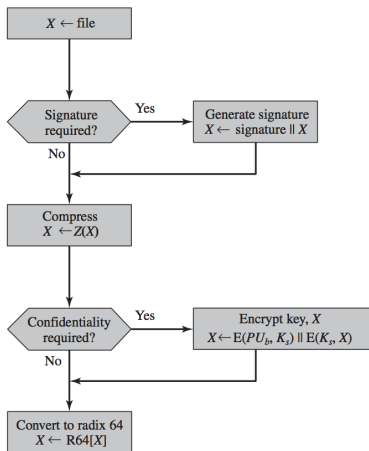 X ← file
Signature
required?
Yes
Generate signature
X ← signature || X
No
Compress
X ← Z(X)
Confidentiality
required?
Yes
Encrypt key, X
X ← E(PU_b, K_s) || E(K_s, X)
No
Convert to radix 64
X ← R64[X]